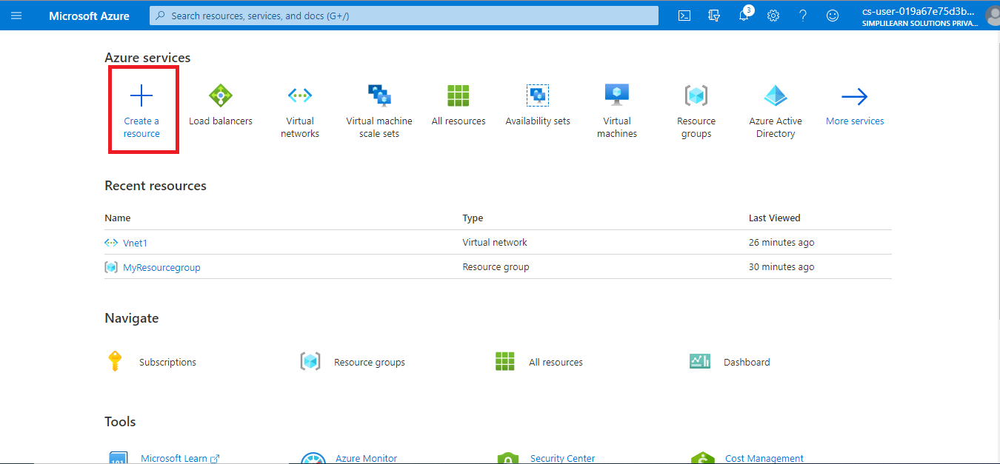 Microsoft Azure
Search resources, services, and docs (G+/)
3
cs-user-019a67e75d3b...
SIMPLILEARN SOLUTIONS PRIVA...
Azure services
Create a
resource
Load balancers
Virtual
networks
Virtual machine
scale sets
All resources
Availability sets
Virtual
machines
Resource
groups
Azure Active
Directory
More services
Recent resources
Name Type Last Viewed
Vnet1 Virtual network 26 minutes ago
MyResourcegroup Resource group 30 minutes ago
Navigate
Subscriptions Resource groups All resources Dashboard
Tools
101 Microsoft Learn Azure Monitor Security Center Cost Management